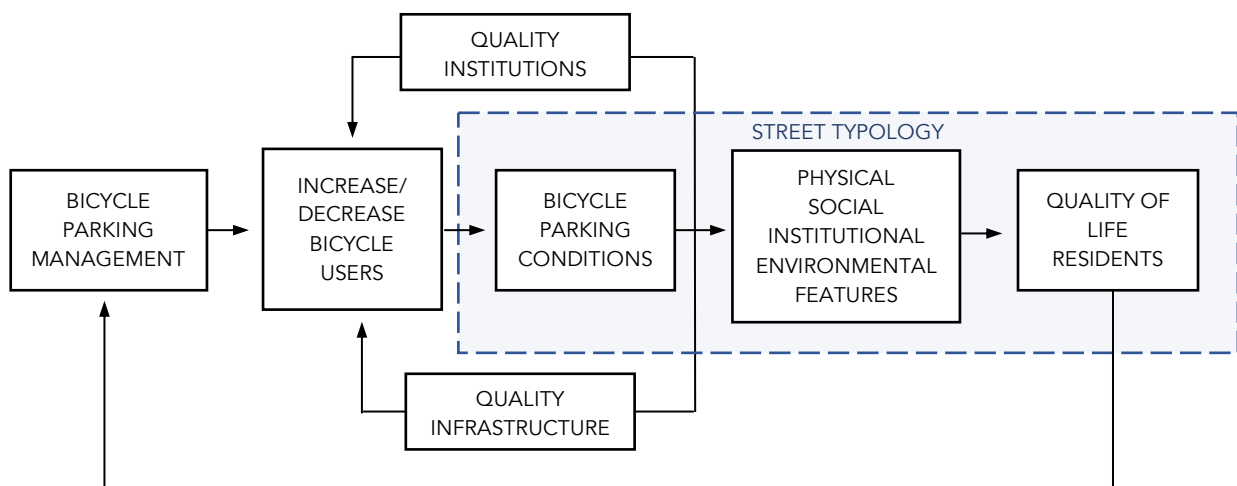 QUALITY
INSTITUTIONS
STREET TYPOLOGY
BICYCLE
PARKING
MANAGEMENT
INCREASE/
DECREASE
BICYCLE
USERS
BICYCLE
PARKING
CONDITIONS
PHYSICAL
SOCIAL
INSTITUTIONAL
ENVIRONMENTAL
FEATURES
QUALITY OF
LIFE
RESIDENTS
QUALITY
INFRASTRUCTURE